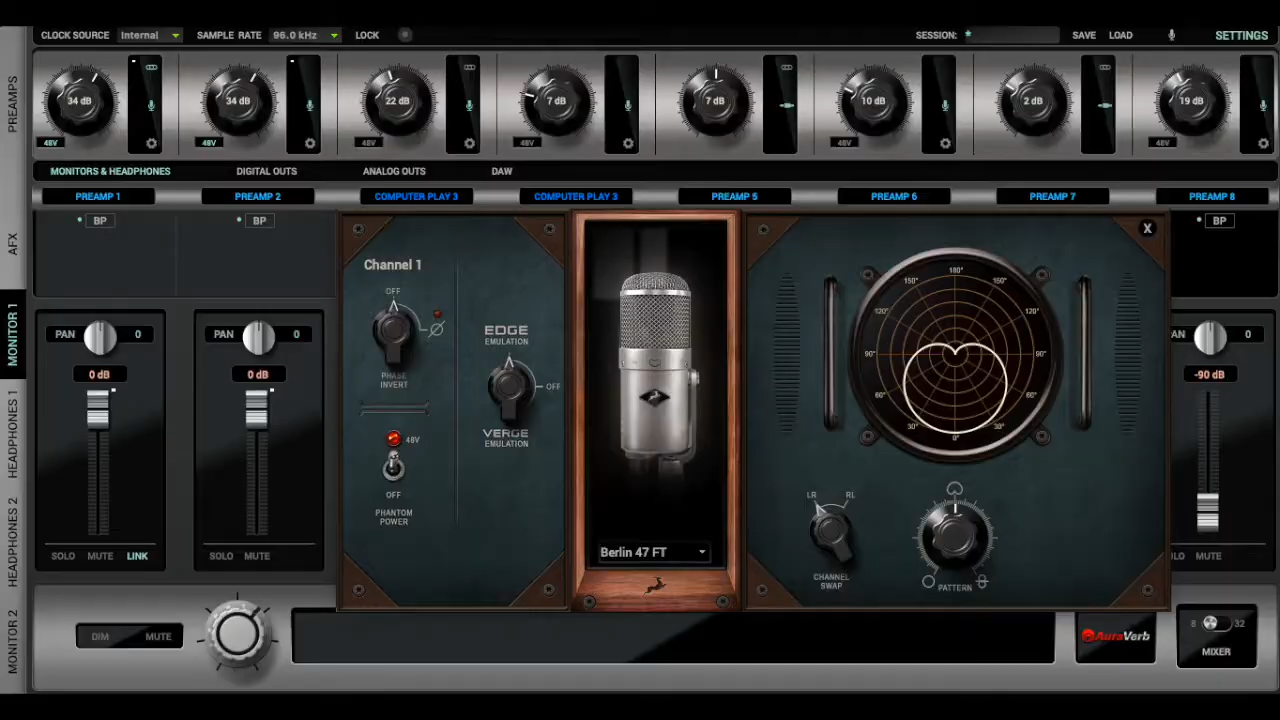 CLOCK SOURCE Internal SAMPLE RATE 96.0 kHz LOCK SESSION: * SAVE LOAD SETTINGS
PREAMPS
34 dB 34 dB 22 dB 7 dB 7 dB 10 dB 2 dB 19 dB
48V 48V 48V 48V 48V 48V
MONITORS & HEADPHONES DIGITAL OUTS ANALOG OUTS DAW
PREAMP 1 PREAMP 2 COMPUTER PLAY 3 COMPUTER PLAY 3 PREAMP 5 PREAMP 6 PREAMP 7 PREAMP 8
AFX
BP BP BP
X
Channel 1
OFF
PHASE
INVERT
48V
OFF
PHANTOM
POWER
EDGE
EMULATION
OFF
VERGE
EMULATION
Berlin 47 FT
180°
150° 150°
120° 120°
90° 90°
60° 60°
30° 0° 30°
LR RL
CHANNEL
SWAP
PATTERN
MONITOR 1
PAN 0 PAN 0 AN 0
0 dB 0 dB -90 dB
SOLO MUTE LINK SOLO MUTE OLO MUTE
HEADPHONES 1
HEADPHONES 2
MONITOR 2
DIM MUTE
AuraVerb
8 32
MIXER